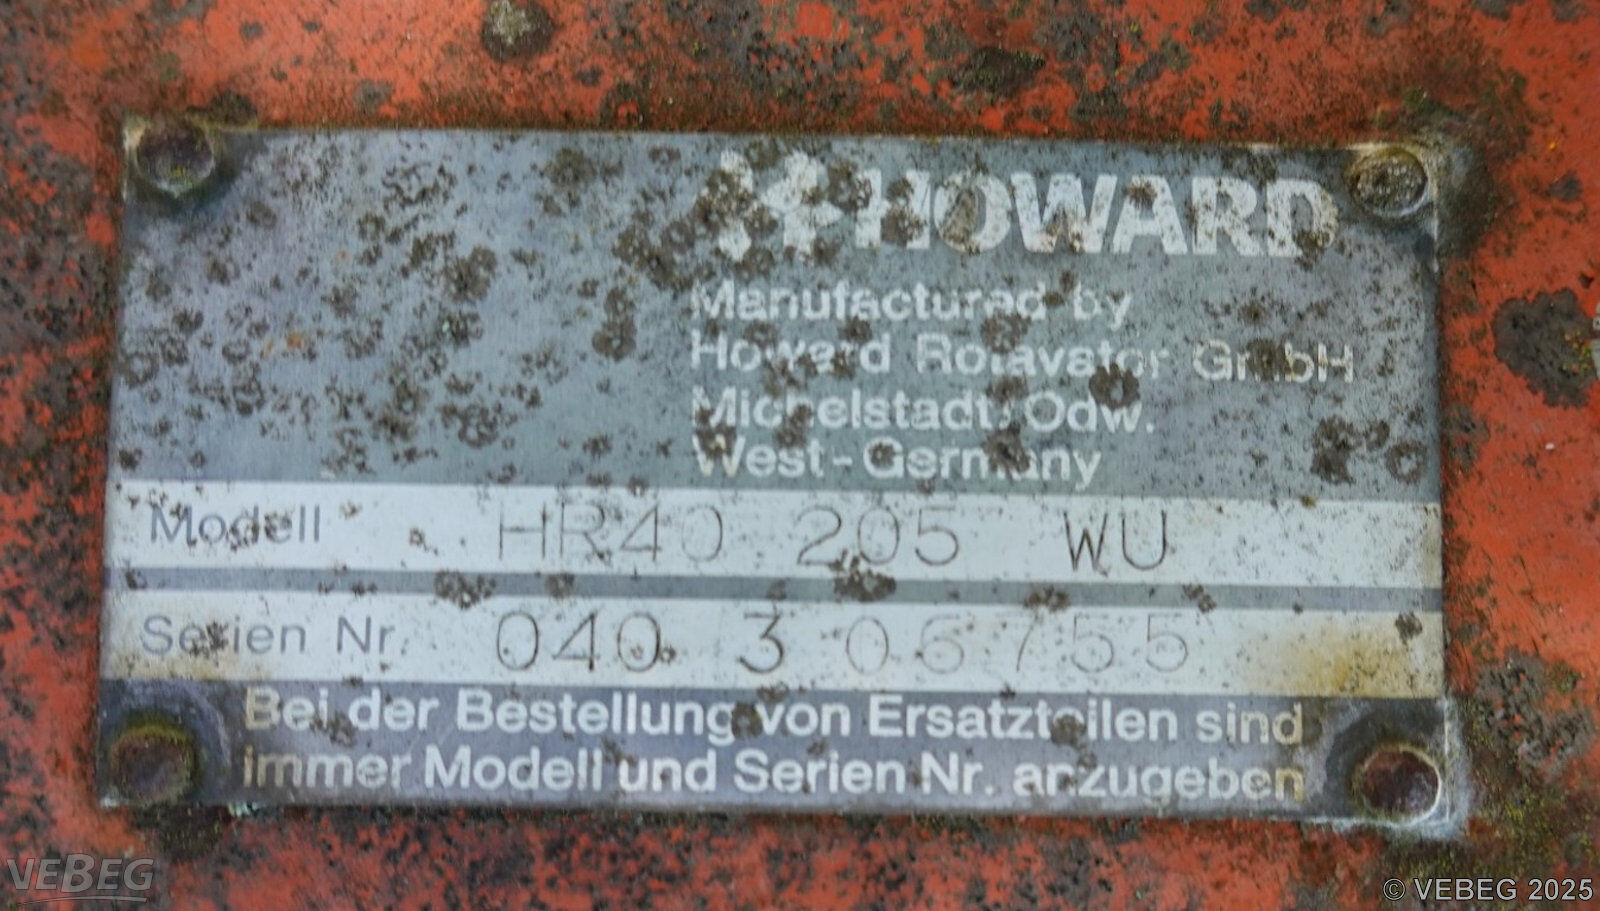 HOWARD
Manufactured by
Howard Rotavator GmbH
Michelstadt/Odw.
West-Germany
Modell HR40 205 WU
Serien Nr. 040 3 06755
Bei der Bestellung von Ersatzteilen sind
immer Modell und Serien Nr. anzugeben
VEBEG
© VEBEG 2025